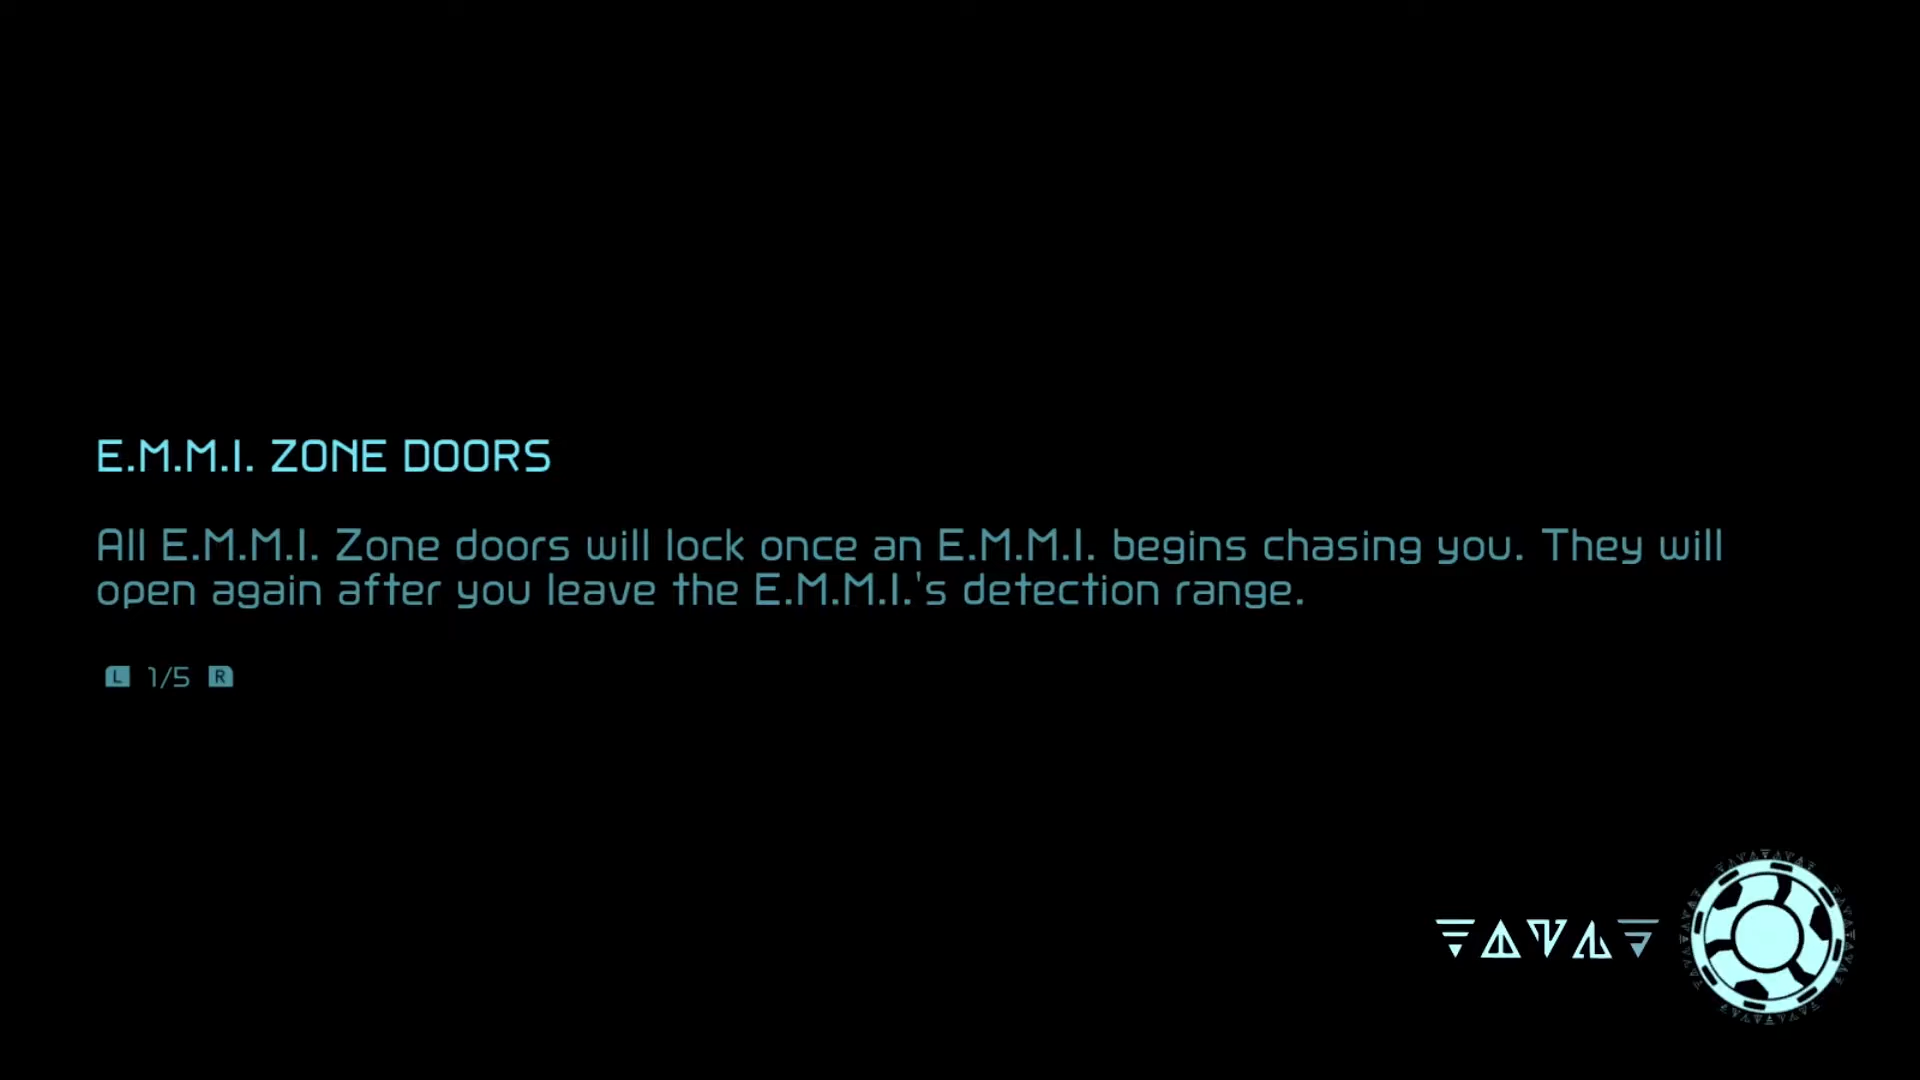 E.M.M.I. ZONE DOORS
All E.M.M.I. Zone doors will lock once an E.M.M.I. begins chasing you. They will
open again after you leave the E.M.M.I.'s detection range.
L 1/5 R